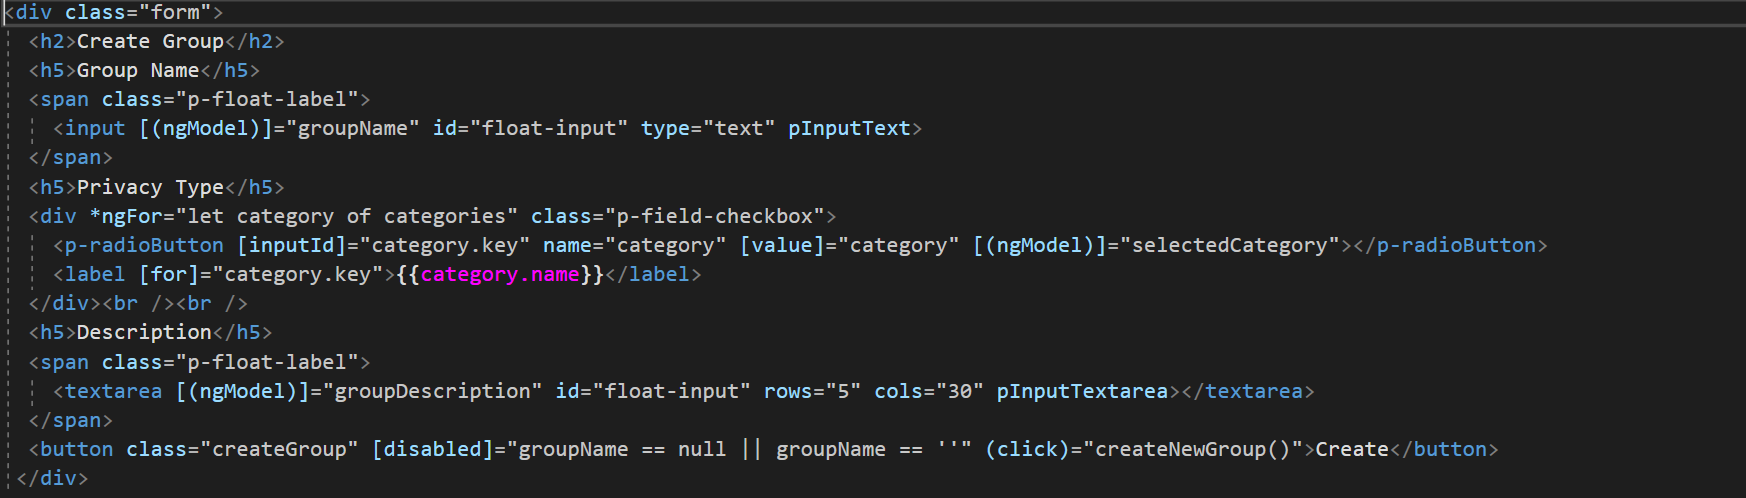 <div class="form">
<h2>Create Group</h2>
<h5>Group Name</h5>
<span class="p-float-label">
<input [(ngModel)]="groupName" id="float-input" type="text" pInputText>
</span>
<h5>Privacy Type</h5>
<div *ngFor="let category of categories" class="p-field-checkbox">
<p-radioButton [inputId]="category.key" name="category" [value]="category" [(ngModel)]="selectedCategory"></p-radioButton>
<label [for]="category.key">{{category.name}}</label>
</div><br /><br />
<h5>Description</h5>
<span class="p-float-label">
<textarea [(ngModel)]="groupDescription" id="float-input" rows="5" cols="30" pInputTextarea></textarea>
</span>
<button class="createGroup" [disabled]="groupName == null || groupName == ''" (click)="createNewGroup()">Create</button>
</div>